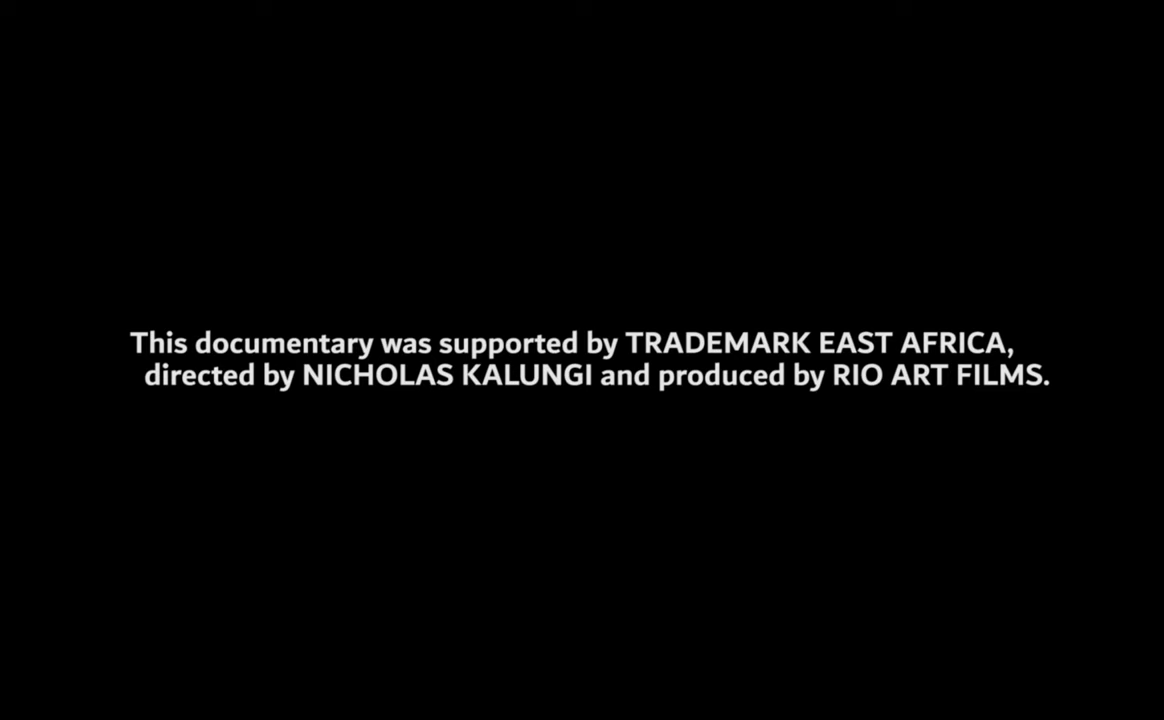 This documentary was supported by TRADEMARK EAST AFRICA,
directed by NICHOLAS KALUNGI and produced by RIO ART FILMS.